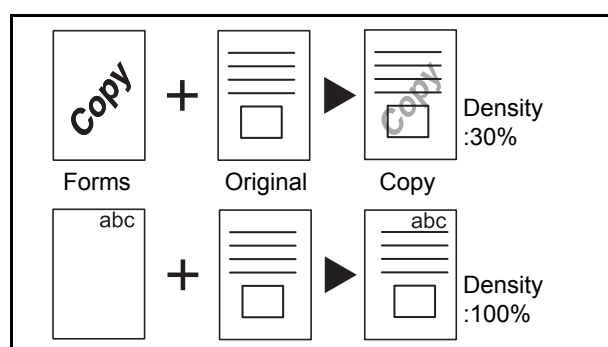 Copy
Copy
Density
:30%
Forms
Original
Copy
abc
abc
Density
:100%